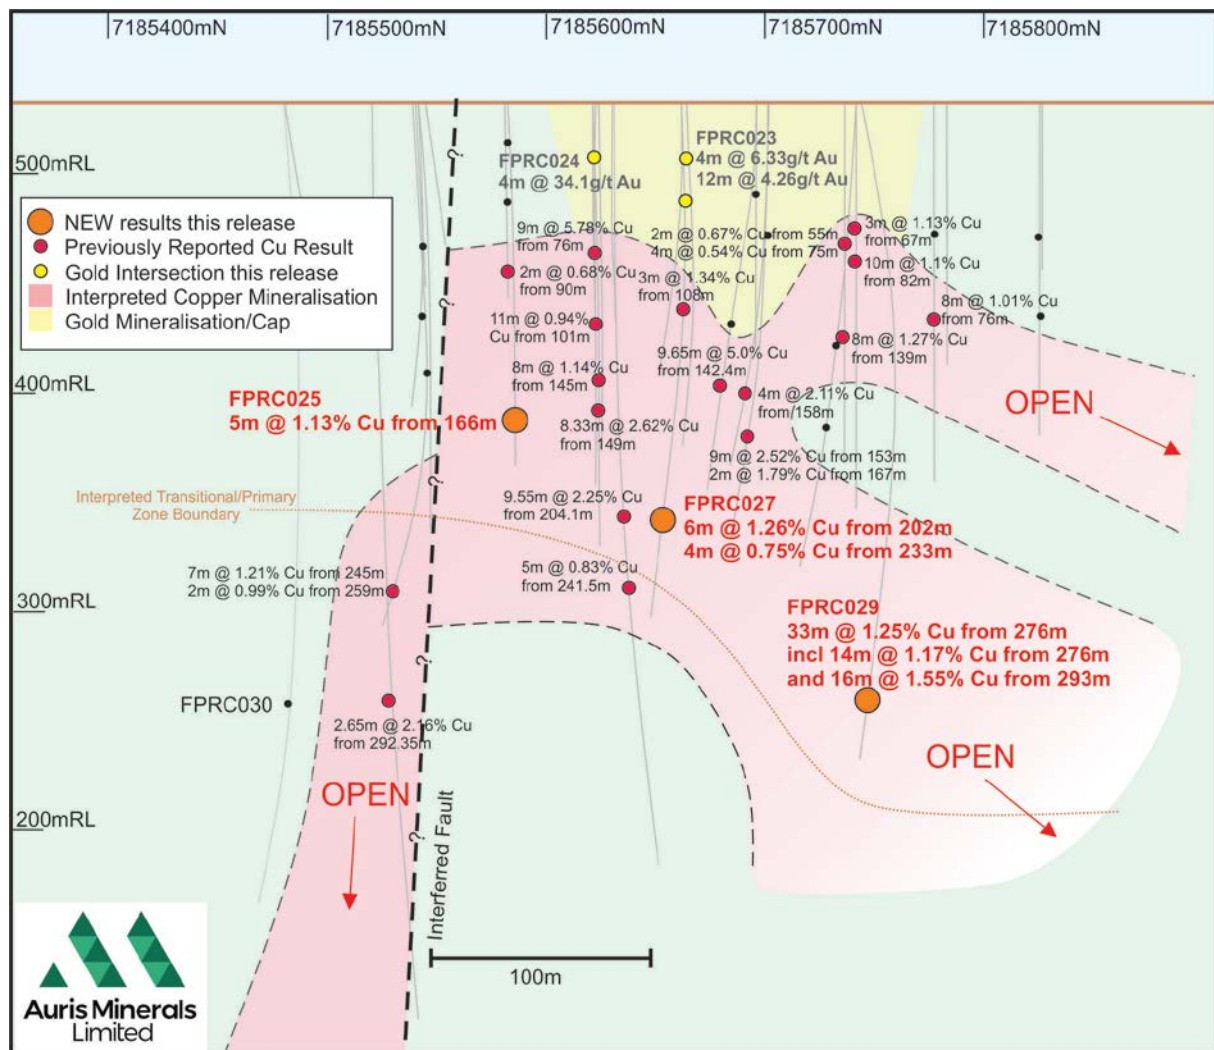 7185400mN
7185500mN
7185600mN
7185700mN
7185800mN
500mRL
400mRL
300mRL
200mRL
NEW results this release
Previously Reported Cu Result
Gold Intersection this release
Interpreted Copper Mineralisation
Gold Mineralisation/Cap
FPRC024
4m @ 34.1g/t Au
FPRC023
4m @ 6.33g/t Au
12m @ 4.26g/t Au
9m @ 5.78% Cu
from 76m
2m @ 0.68% Cu
from 90m
11m @ 0.94%
Cu from 101m
8m @ 1.14% Cu
from 145m
8.33m @ 2.62% Cu
from 149m
2m @ 0.67% Cu from 55m
4m @ 0.54% Cu from 75m
3m @ 1.34% Cu
from 108m
9.65m @ 5.0% Cu
from 142.4m
4m @ 2.11% Cu
from 158m
9m @ 2.52% Cu from 153m
2m @ 1.79% Cu from 167m
3m @ 1.13% Cu
from 67m
10m @ 1.1% Cu
from 82m
8m @ 1.01% Cu
from 76m
8m @ 1.27% Cu
from 139m
OPEN
FPRC025
5m @ 1.13% Cu from 166m
Interpreted Transitional/Primary
Zone Boundary
9.55m @ 2.25% Cu
from 204.1m
FPRC027
6m @ 1.26% Cu from 202m
4m @ 0.75% Cu from 233m
7m @ 1.21% Cu from 245m
2m @ 0.99% Cu from 259m
5m @ 0.83% Cu
from 241.5m
FPRC029
33m @ 1.25% Cu from 276m
incl 14m @ 1.17% Cu from 276m
and 16m @ 1.55% Cu from 293m
FPRC030
2.65m @ 2.16% Cu
from 292.35m
OPEN
OPEN
?
?
?
?
?
?
Interferred Fault
100m
Auris Minerals
Limited